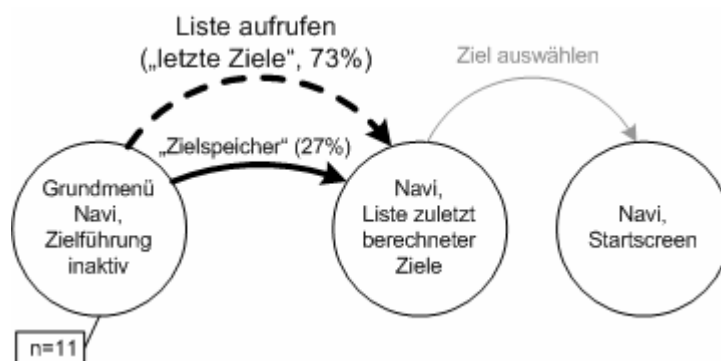 Liste aufrufen
(„letzte Ziele“, 73%)
Ziel auswählen
„Zielspeicher“ (27%)
Grundmenü
Navi,
Zielführung
inaktiv
Navi,
Liste zuletzt
berechneter
Ziele
Navi,
Startscreen
n=11